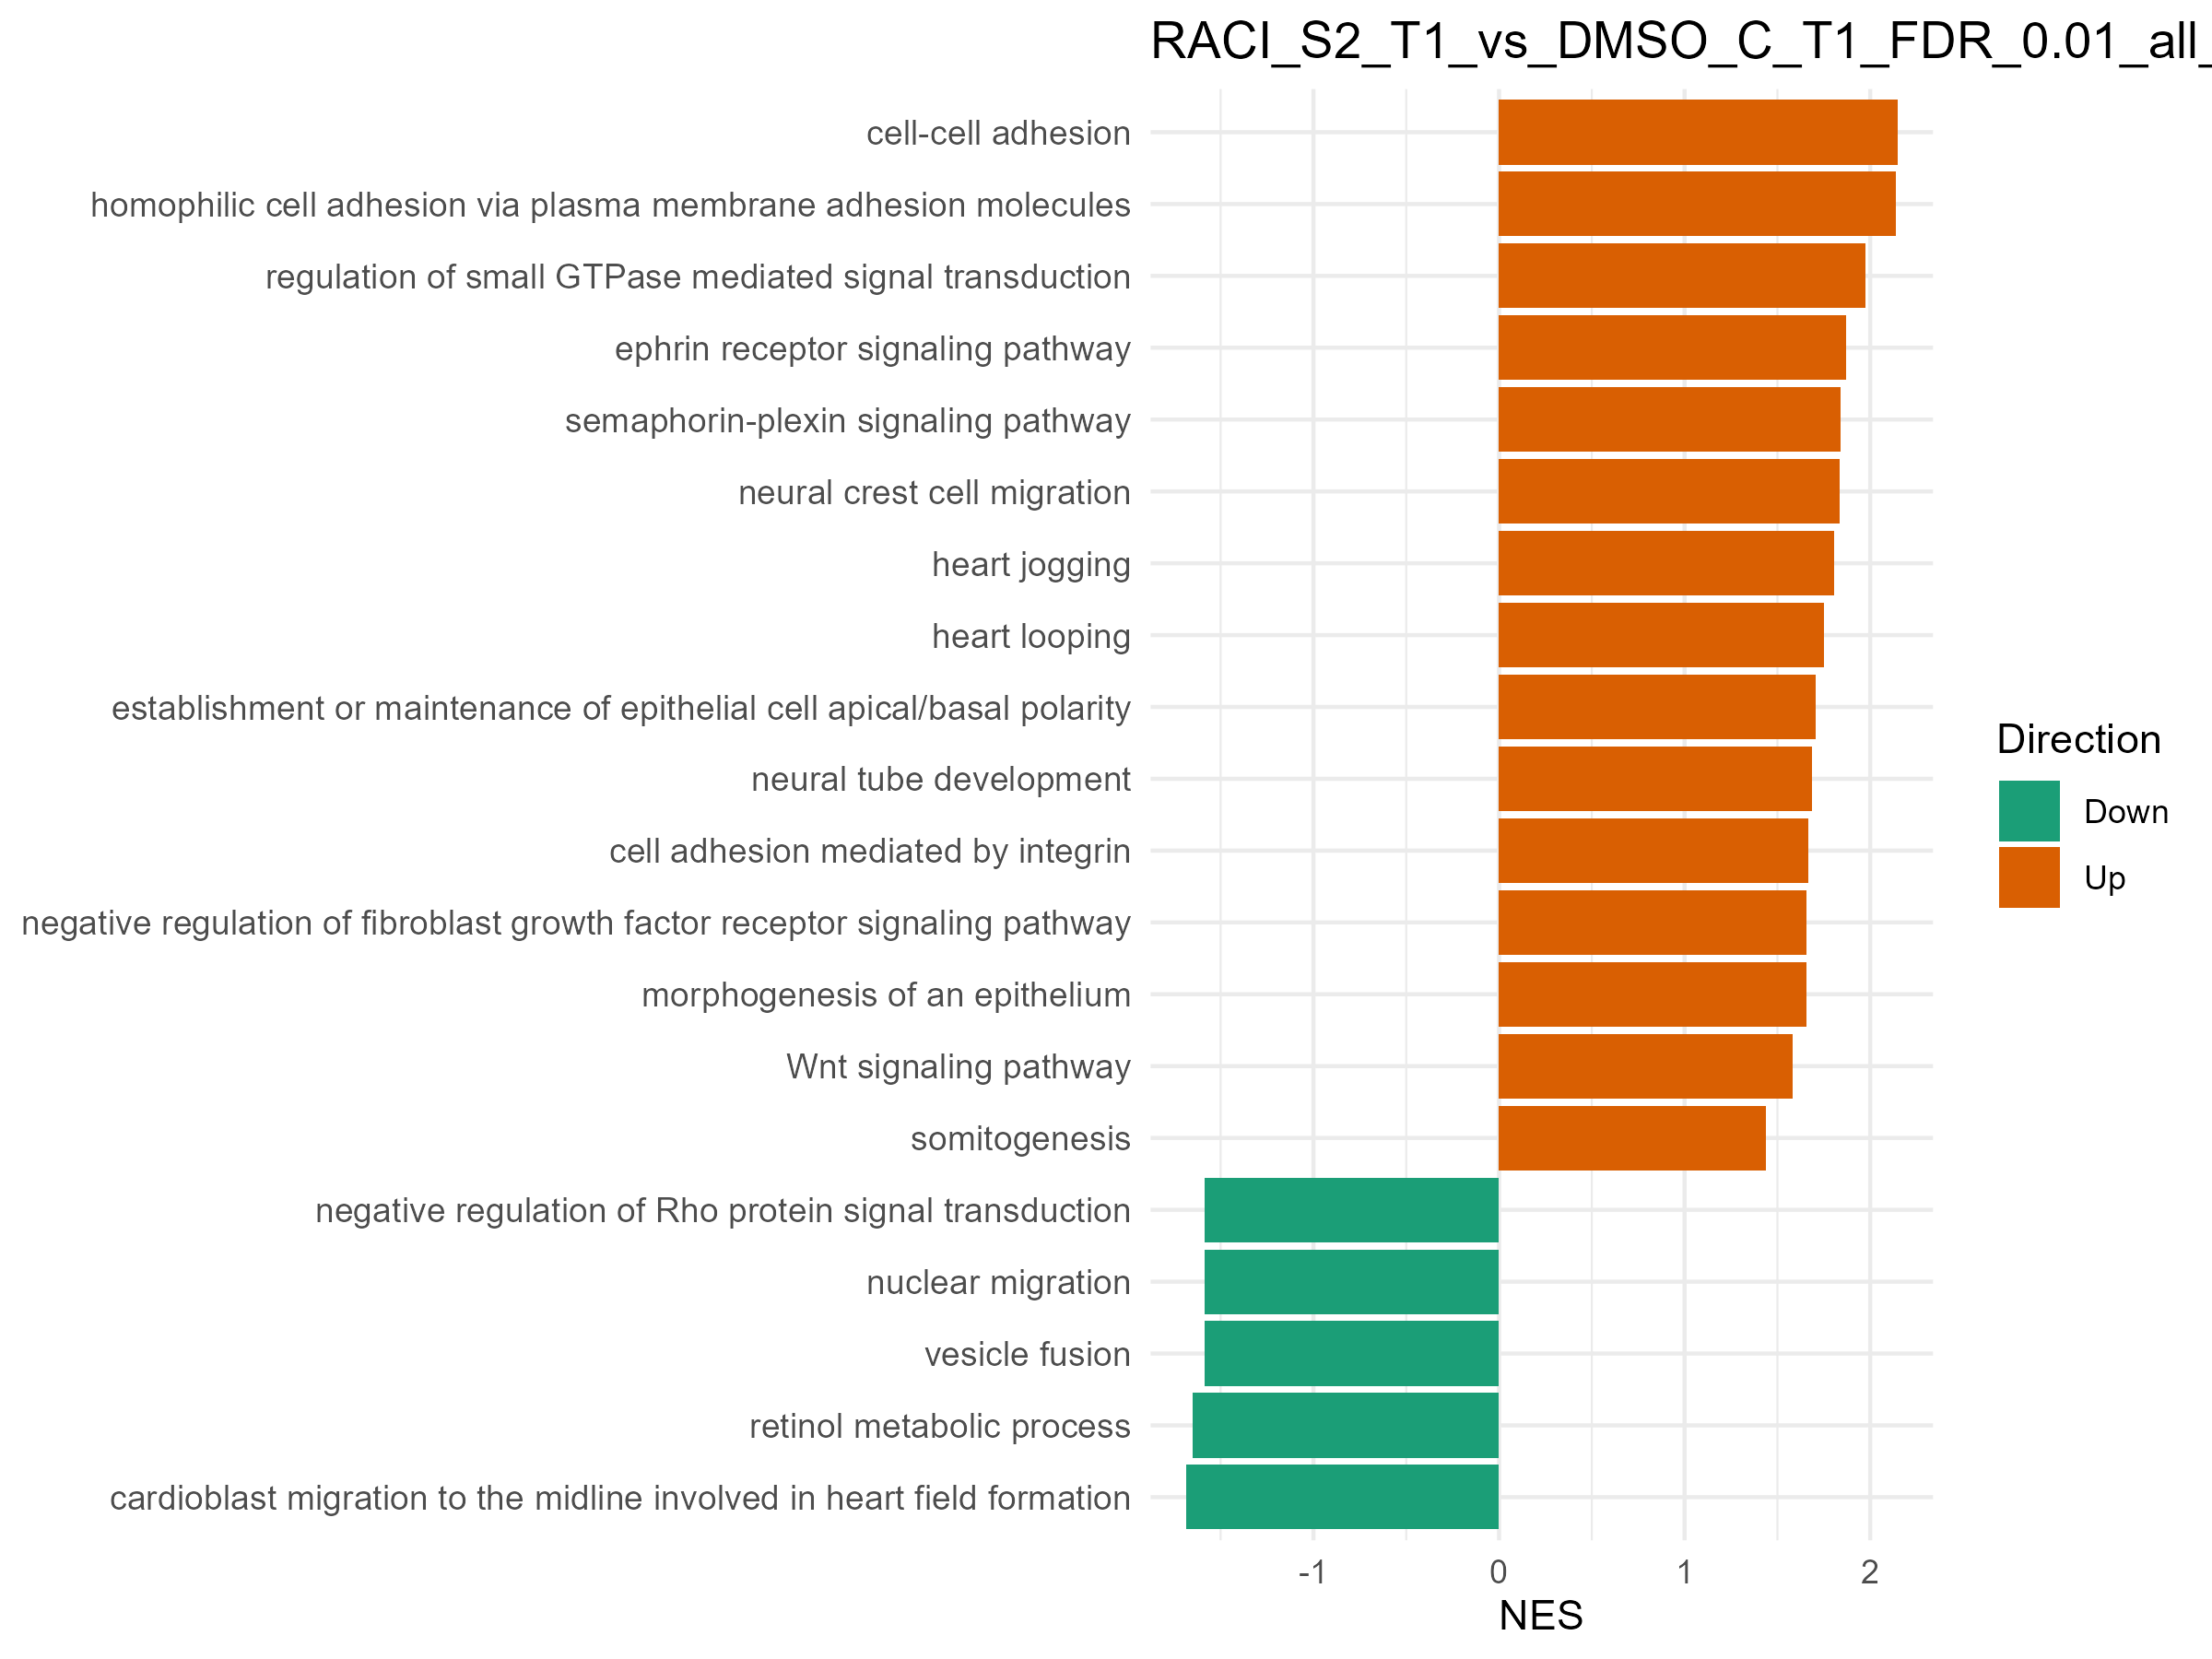 RACI_S2_T1_vs_DMSO_C_T1_FDR_0.01_all_
cell-cell adhesion
homophilic cell adhesion via plasma membrane adhesion molecules
regulation of small GTPase mediated signal transduction
ephrin receptor signaling pathway
semaphorin-plexin signaling pathway
neural crest cell migration
heart jogging
heart looping
establishment or maintenance of epithelial cell apical/basal polarity
neural tube development
cell adhesion mediated by integrin
negative regulation of fibroblast growth factor receptor signaling pathway
morphogenesis of an epithelium
Wnt signaling pathway
somitogenesis
negative regulation of Rho protein signal transduction
nuclear migration
vesicle fusion
retinol metabolic process
cardioblast migration to the midline involved in heart field formation
-1 0 1 2
NES
Direction
Down
Up